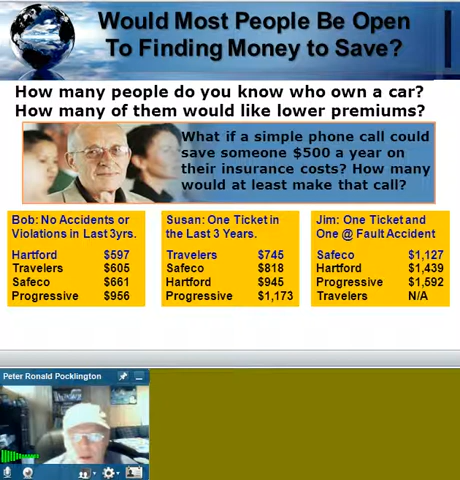 Would Most People Be Open
To Finding Money to Save?
How many people do you know who own a car?
How many of them would like lower premiums?
What if a simple phone call could
save someone $500 a year on
their insurance costs? How many
would at least make that call?
Bob: No Accidents or
Violations in Last 3yrs.
Hartford $597
Travelers $605
Safeco $661
Progressive $956
Susan: One Ticket in
the Last 3 Years.
Travelers $745
Safeco $818
Hartford $945
Progressive $1,173
Jim: One Ticket and
One @ Fault Accident
Safeco $1,127
Hartford $1,439
Progressive $1,592
Travelers N/A
Peter Ronald Pocklington